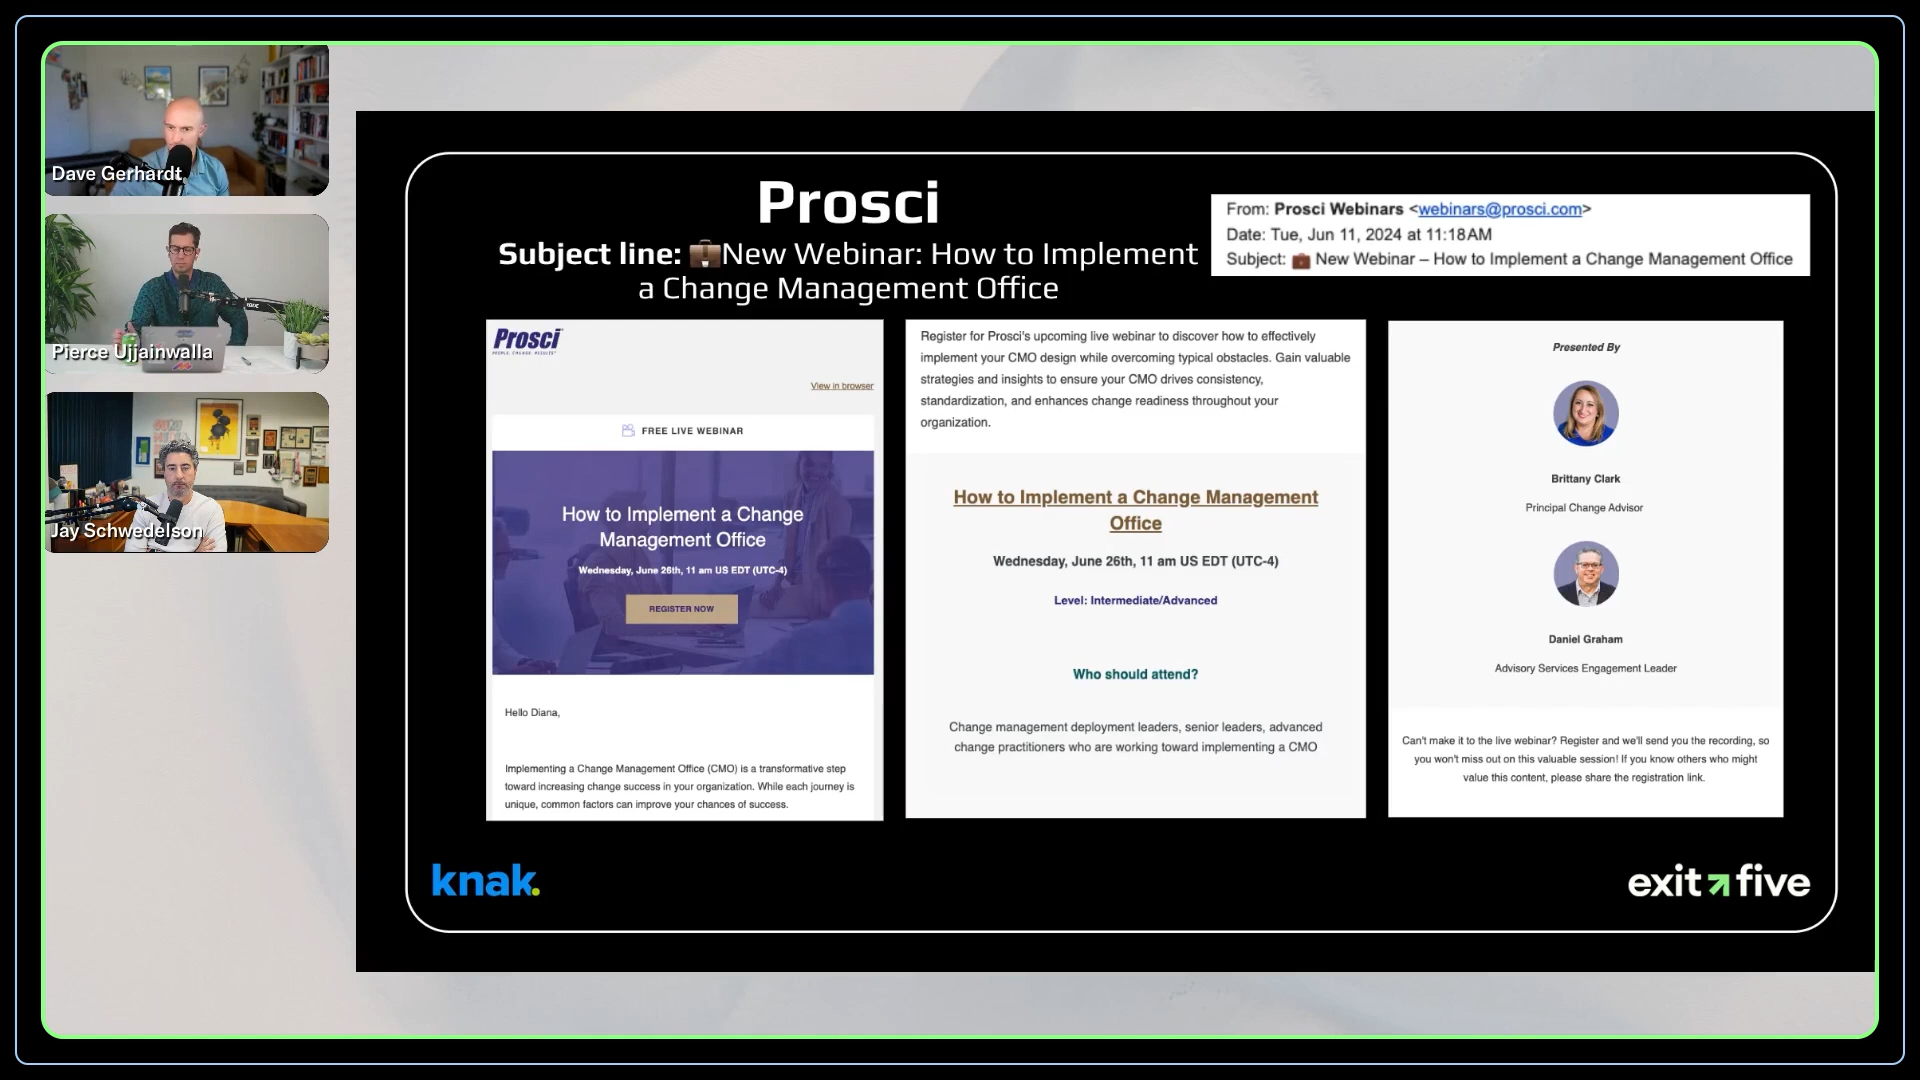 Dave Gerhardt
Pierce Ujjainwalla
Jay Schwedelson
Prosci
Subject line: 💼New Webinar: How to Implement
a Change Management Office
From: Prosci Webinars <webinars@prosci.com>
Date: Tue, Jun 11, 2024 at 11:18AM
Subject: 💼 New Webinar – How to Implement a Change Management Office
Prosci
PEOPLE. CHANGE. RESULTS.
View in browser
FREE LIVE WEBINAR
How to Implement a Change
Management Office
Wednesday, June 26th, 11 am US EDT (UTC-4)
REGISTER NOW
Hello Diana,
Implementing a Change Management Office (CMO) is a transformative step
toward increasing change success in your organization. While each journey is
unique, common factors can improve your chances of success.
Register for Prosci's upcoming live webinar to discover how to effectively
implement your CMO design while overcoming typical obstacles. Gain valuable
strategies and insights to ensure your CMO drives consistency,
standardization, and enhances change readiness throughout your
organization.
How to Implement a Change Management
Office
Wednesday, June 26th, 11 am US EDT (UTC-4)
Level: Intermediate/Advanced
Who should attend?
Change management deployment leaders, senior leaders, advanced
change practitioners who are working toward implementing a CMO
Presented By
Brittany Clark
Principal Change Advisor
Daniel Graham
Advisory Services Engagement Leader
Can't make it to the live webinar? Register and we'll send you the recording, so
you won't miss out on this valuable session! If you know others who might
value this content, please share the registration link.
knak.
exit five